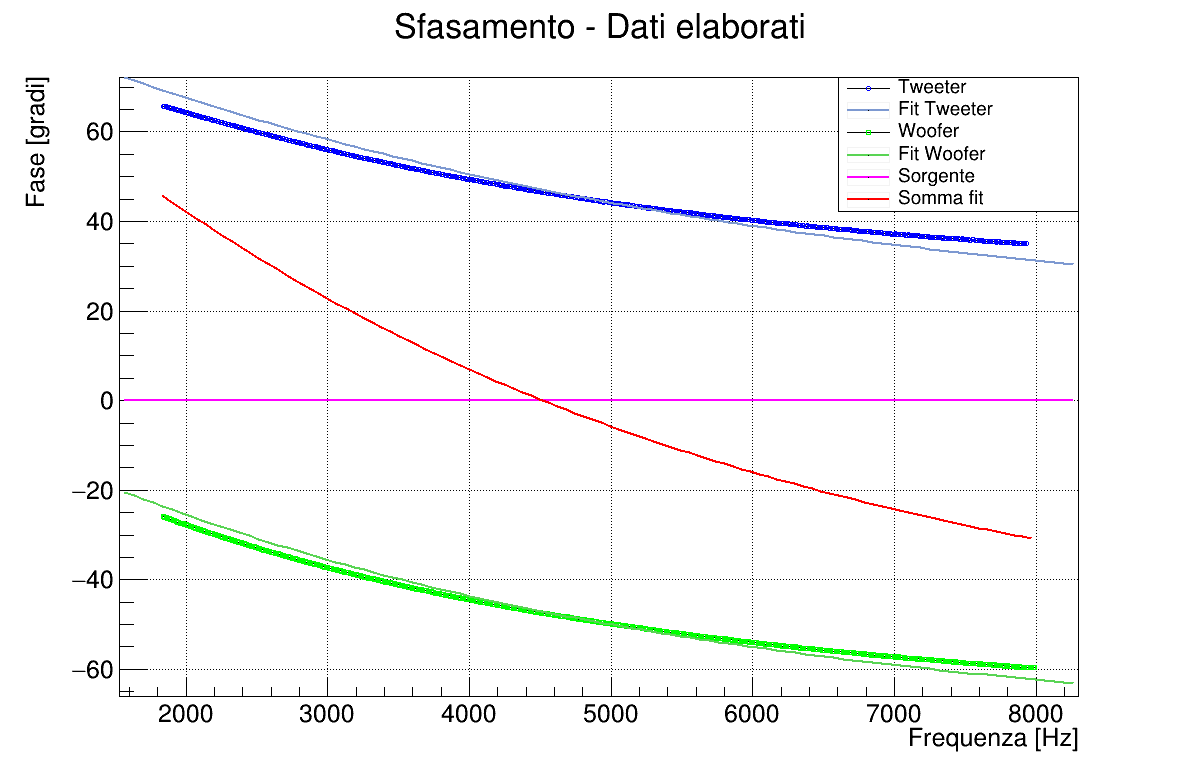 Sfasamento - Dati elaborati
Fase [gradi]
60
40
20
0
−20
−40
−60
Tweeter
Fit Tweeter
Woofer
Fit Woofer
Sorgente
Somma fit
2000 3000 4000 5000 6000 7000 8000
Frequenza [Hz]